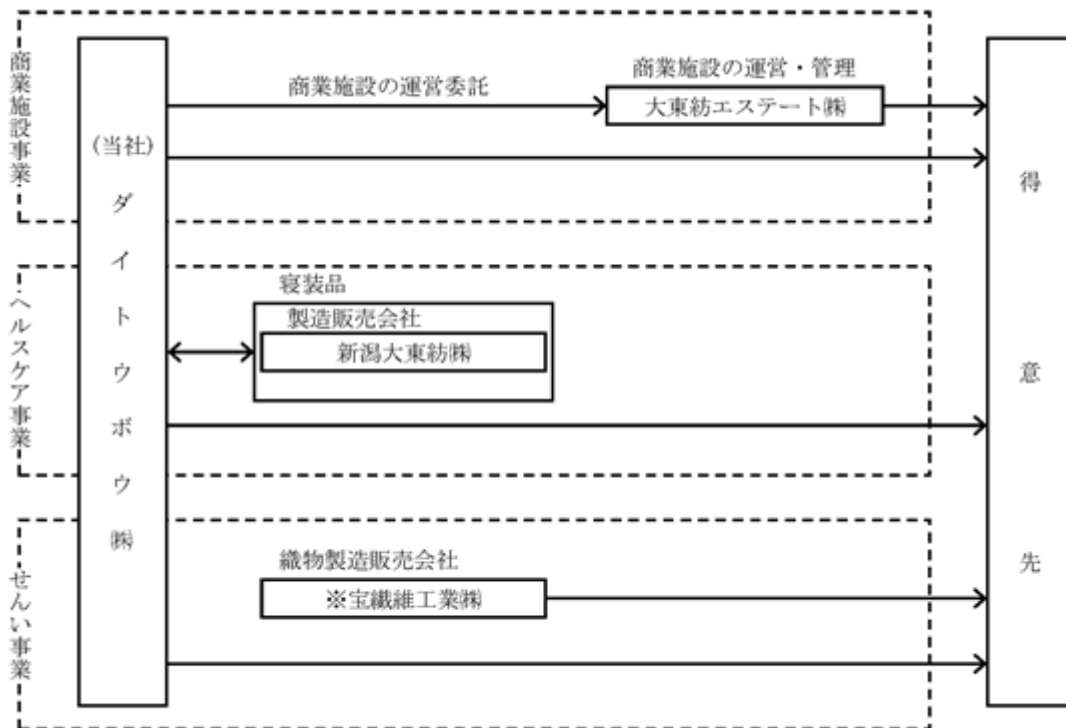 商業施設事業
(当社)
ダイトウボウ㈱
商業施設の運営委託
商業施設の運営・管理
大東紡エステート㈱
得意先
ヘルスケア事業
寝装品
製造販売会社
新潟大東紡㈱
せんい事業
織物製造販売会社
※宝繊維工業㈱